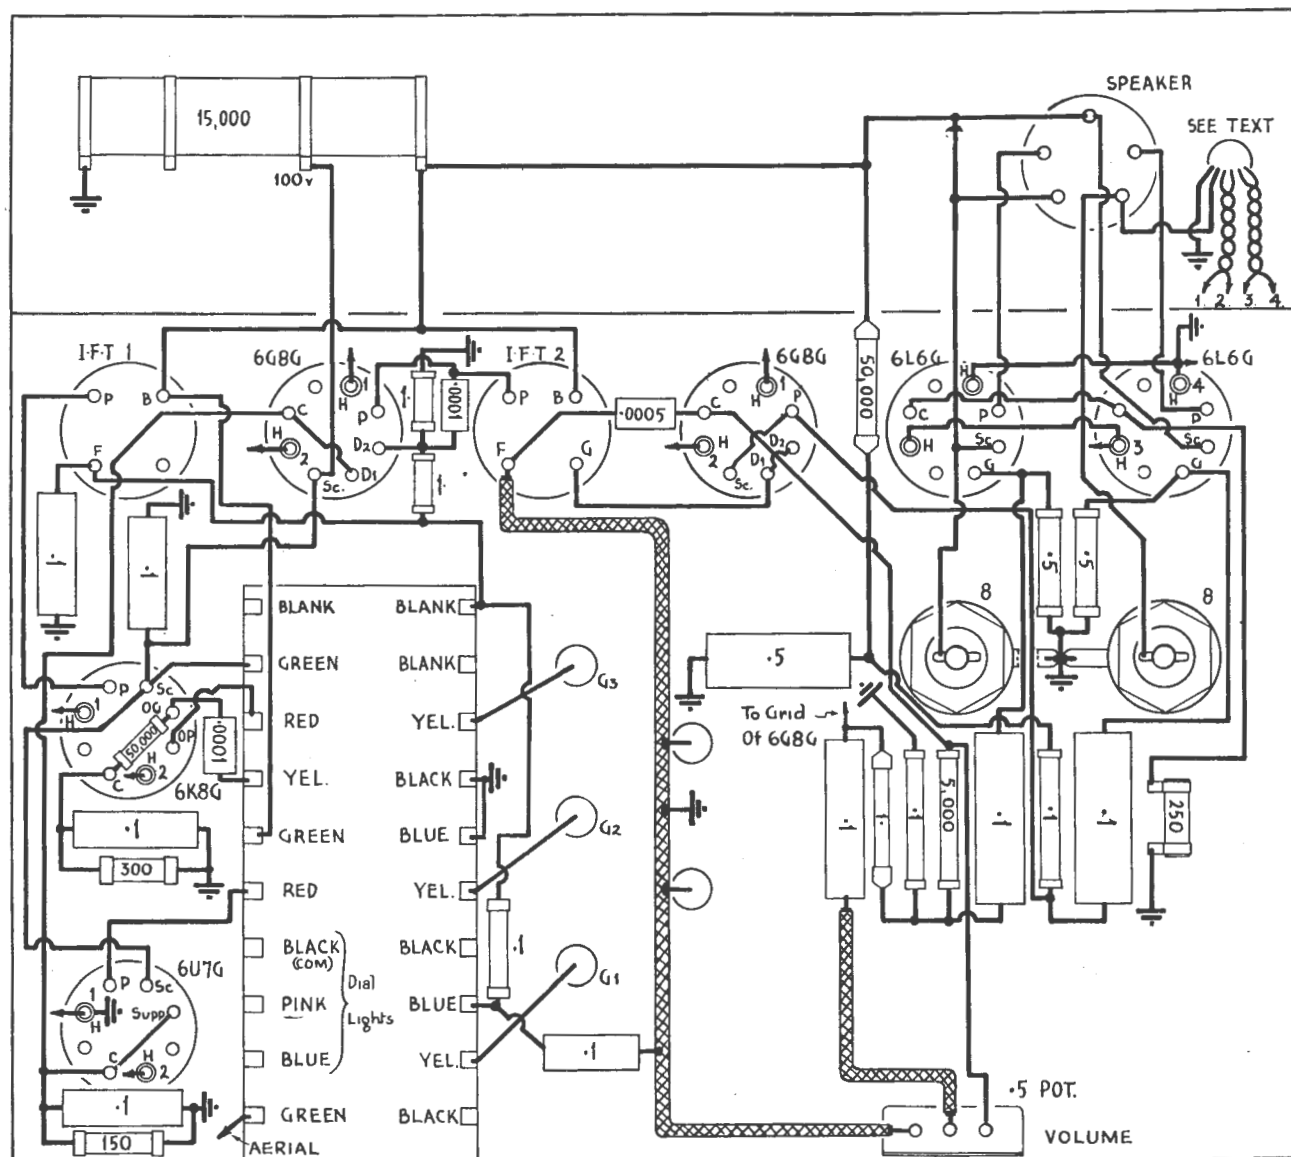 SPEAKER
SEE TEXT
15,000
100v
1. 2. 3. 4.
I.F.T 1
6G8G
I.F.T 2
6G8G
6L6G
6L6G
P
B
F
C
H
1
H
2
P
D2
D1
Sc.
1.
.0001
1.
P
B
F
G
.0005
C
H
1
P
H
2
D2
D1
Sc.
50,000
H
C
P
H
Sc
G
H
4
P
Sc
3
H
G
.1
.1
.5
.5
8
8
BLANK
BLANK
GREEN
BLANK
RED
YEL.
YEL.
BLACK
GREEN
BLUE
RED
YEL.
BLACK
(COM)
BLACK
PINK
BLUE
BLUE
YEL.
GREEN
BLACK
Dial
Lights
AERIAL
G3
G2
G1
P
Sc
1
H
OG
OP
50,000
.0001
C
H
2
6K8G
.1
300
6U7G
P
Sc
1
H
Supp
C
H
2
.1
150
.1
.1
.5
To Grid
Of 6G8G
.1
1.
.1
5,000
.1
.1
.1
250
.5 POT.
VOLUME